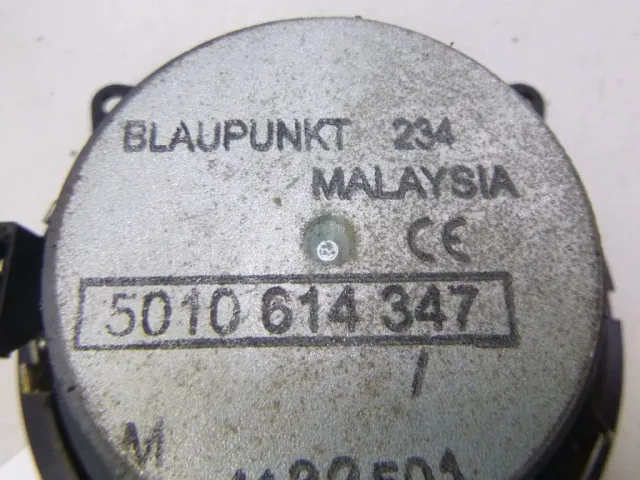 BLAUPUNKT 234
MALAYSIA
CE
5010 614 347
M